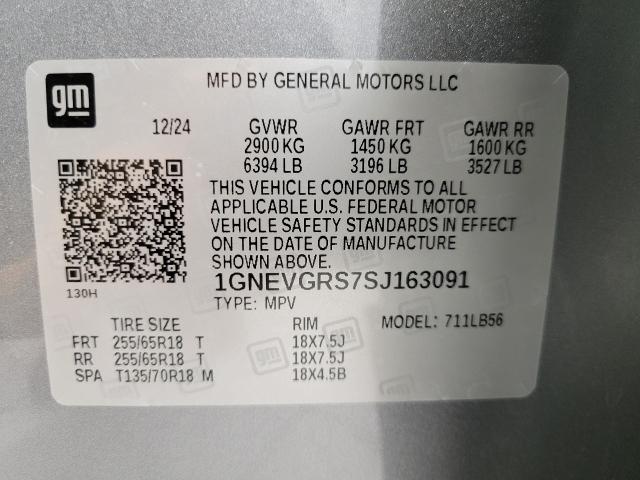 gm
MFD BY GENERAL MOTORS LLC
12/24 GVWR GAWR FRT GAWR RR
2900 KG 1450 KG 1600 KG
6394 LB 3196 LB 3527 LB
THIS VEHICLE CONFORMS TO ALL
APPLICABLE U.S. FEDERAL MOTOR
VEHICLE SAFETY STANDARDS IN EFFECT
ON THE DATE OF MANUFACTURE
SHOWN ABOVE.
130H
1GNEVGRS7SJ163091
TYPE: MPV
TIRE SIZE RIM MODEL: 711LB56
FRT 255/65R18 T 18X7.5J
RR 255/65R18 T 18X7.5J
SPA T135/70R18 M 18X4.5B